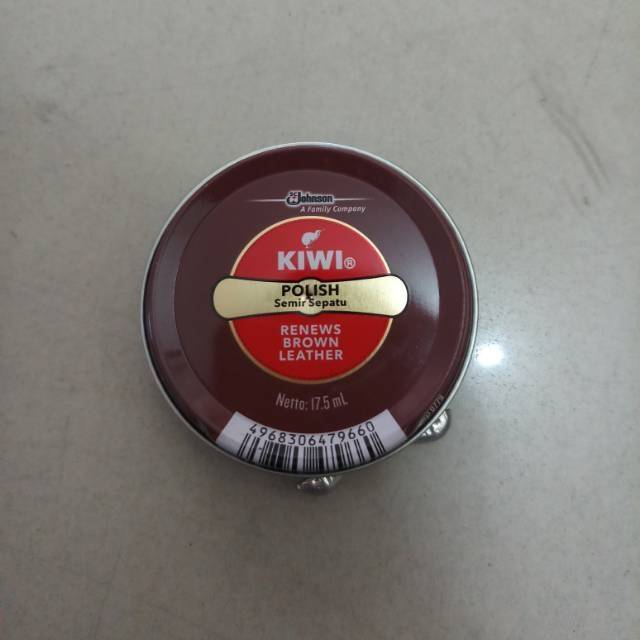 SC Johnson
A Family Company
KIWI®
POLISH
Semir Sepatu
RENEWS
BROWN
LEATHER
Netto: 17.5 mL
4968306479660